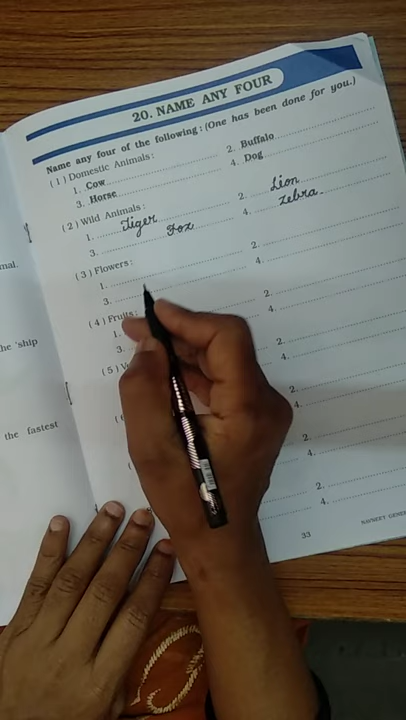 20. NAME ANY FOUR
Name any four of the following : (One has been done for you.)
( 1 ) Domestic Animals :
1. Cow 2. Buffalo
3. Horse 4. Dog
( 2 ) Wild Animals :
1. Tiger 2. Lion
3. Fox 4. Zebra
( 3 ) Flowers :
1. 2.
3. 4.
( 4 ) Fruits :
1. 2.
3. 4.
( 5 )
2.
4.
2.
4.
2.
4.
mal.
he 'ship
the fastest
33